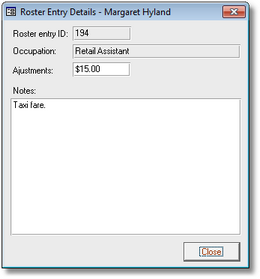 Roster Entry Details - Margaret Hyland
Roster entry ID: 194
Occupation: Retail Assistant
Ajustments: $15.00
Notes:
Taxi fare.
Close